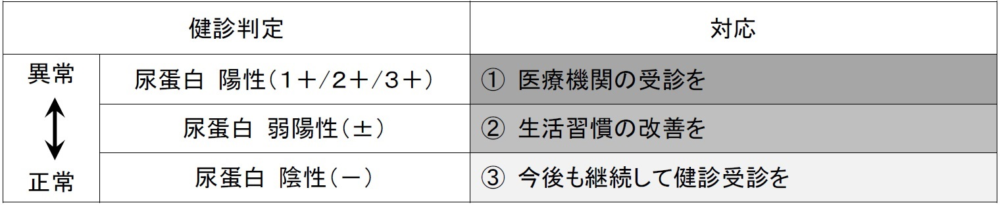 健診判定
対応
異常
正常
尿蛋白 陽性(1+/2+/3+)
① 医療機関の受診を
尿蛋白 弱陽性(±)
② 生活習慣の改善を
尿蛋白 陰性(－)
③ 今後も継続して健診受診を